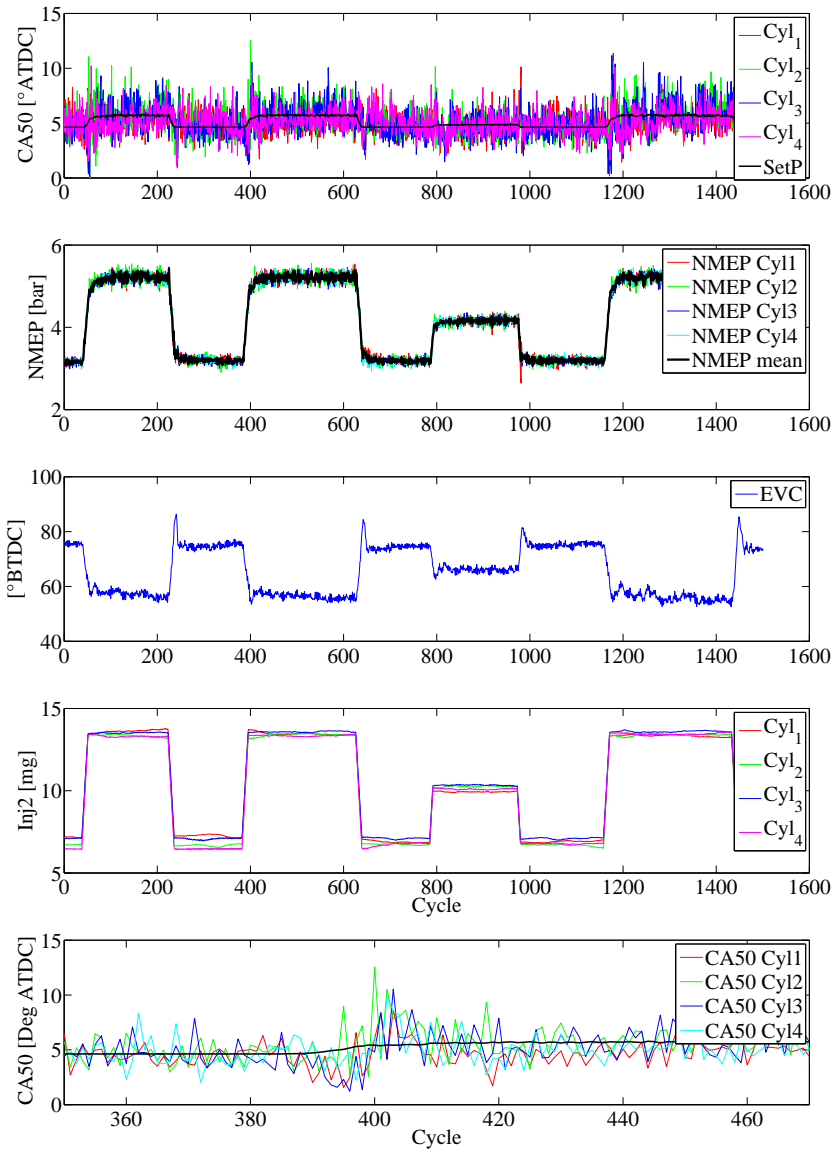 15
10
5
0
CA50 [°ATDC]
0 200 400 600 800 1000 1200 1400 1600
Cyl1
Cyl2
Cyl3
Cyl4
SetP
6
4
2
NMEP [bar]
0 200 400 600 800 1000 1200 1400 1600
NMEP Cyl1
NMEP Cyl2
NMEP Cyl3
NMEP Cyl4
NMEP mean
100
80
60
40
[°BTDC]
0 200 400 600 800 1000 1200 1400 1600
EVC
15
10
5
Inj2 [mg]
0 200 400 600 800 1000 1200 1400 1600
Cycle
Cyl1
Cyl2
Cyl3
Cyl4
15
10
5
0
CA50 [Deg ATDC]
360 380 400 420 440 460
Cycle
CA50 Cyl1
CA50 Cyl2
CA50 Cyl3
CA50 Cyl4